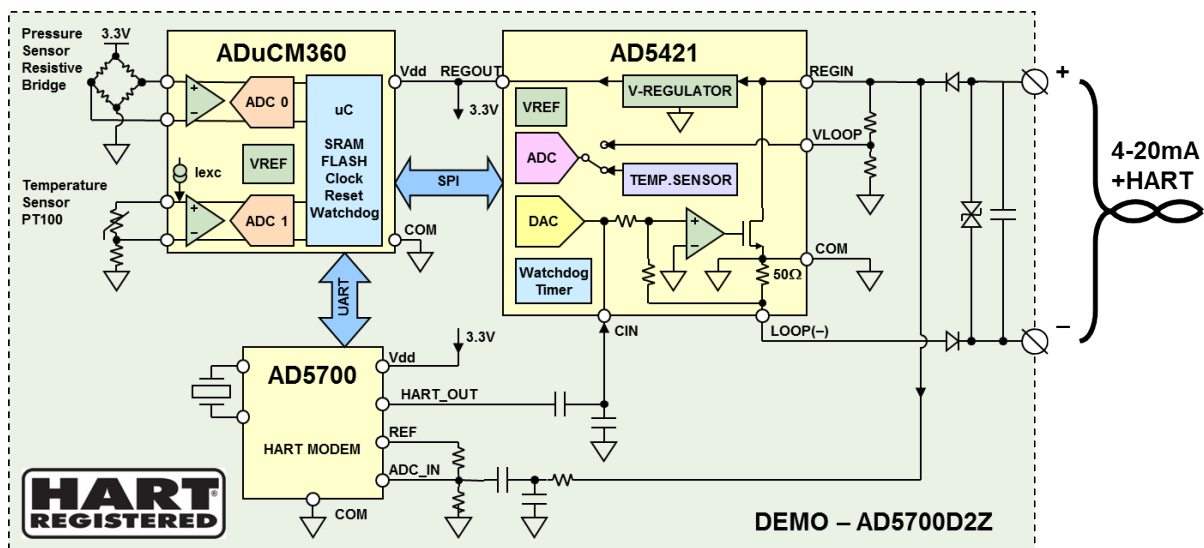 Pressure
Sensor
Resistive
Bridge
3.3V
ADuCM360
+
−
ADC 0
uC
SRAM
FLASH
Clock
Reset
Watchdog
VREF
Iexc
Temperature
Sensor
PT100
+
−
ADC 1
Vdd
REGOUT
3.3V
SPI
COM
UART
AD5421
VREF
V-REGULATOR
ADC
TEMP.SENSOR
DAC
+
−
Watchdog
Timer
50Ω
REGIN
VLOOP
COM
CIN
LOOP(−)
+
4-20mA
+HART
−
AD5700
HART MODEM
Vdd
3.3V
HART_OUT
REF
ADC_IN
COM
HART
REGISTERED
®
DEMO – AD5700D2Z